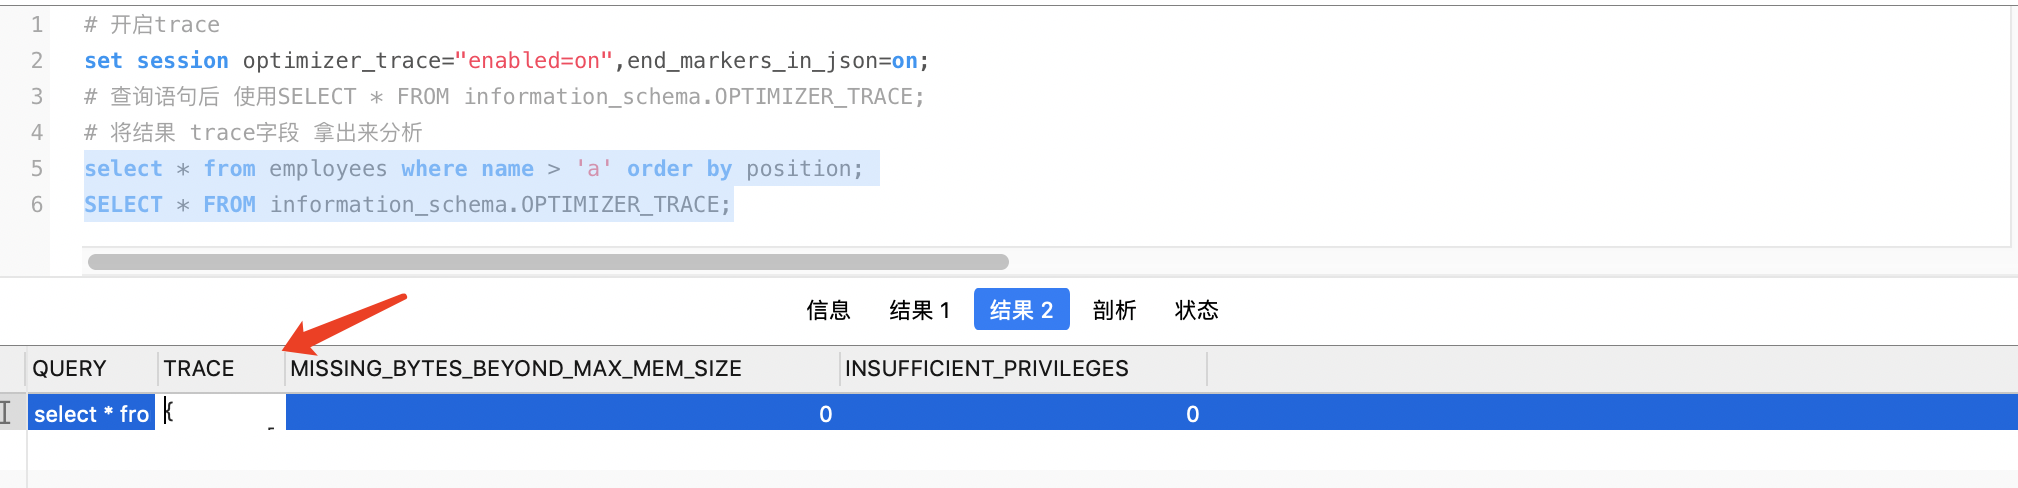 1 # 开启trace
2 set session optimizer_trace="enabled=on",end_markers_in_json=on;
3 # 查询语句后 使用SELECT * FROM information_schema.OPTIMIZER_TRACE;
4 # 将结果 trace字段 拿出来分析
5 select * from employees where name > 'a' order by position;
6 SELECT * FROM information_schema.OPTIMIZER_TRACE;
信息 结果 1 结果 2 剖析 状态
QUERY TRACE MISSING_BYTES_BEYOND_MAX_MEM_SIZE INSUFFICIENT_PRIVILEGES
select * fro { 0 0